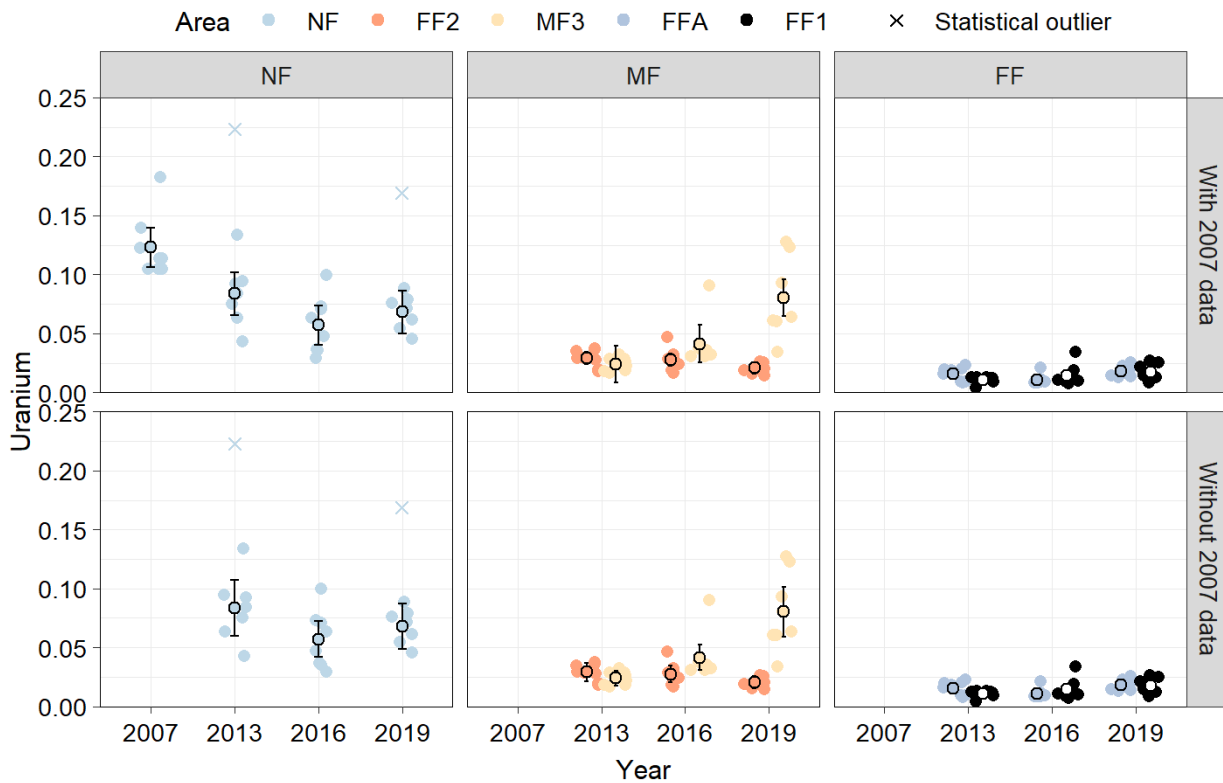 Area NF FF2 MF3 FFA FF1 Statistical outlier
NF MF FF
0.25
0.20
0.15
0.10
0.05
0.00
With 2007 data
Uranium
0.25
0.20
0.15
0.10
0.05
0.00
Without 2007 data
2007 2013 2016 2019 2007 2013 2016 2019 2007 2013 2016 2019
Year